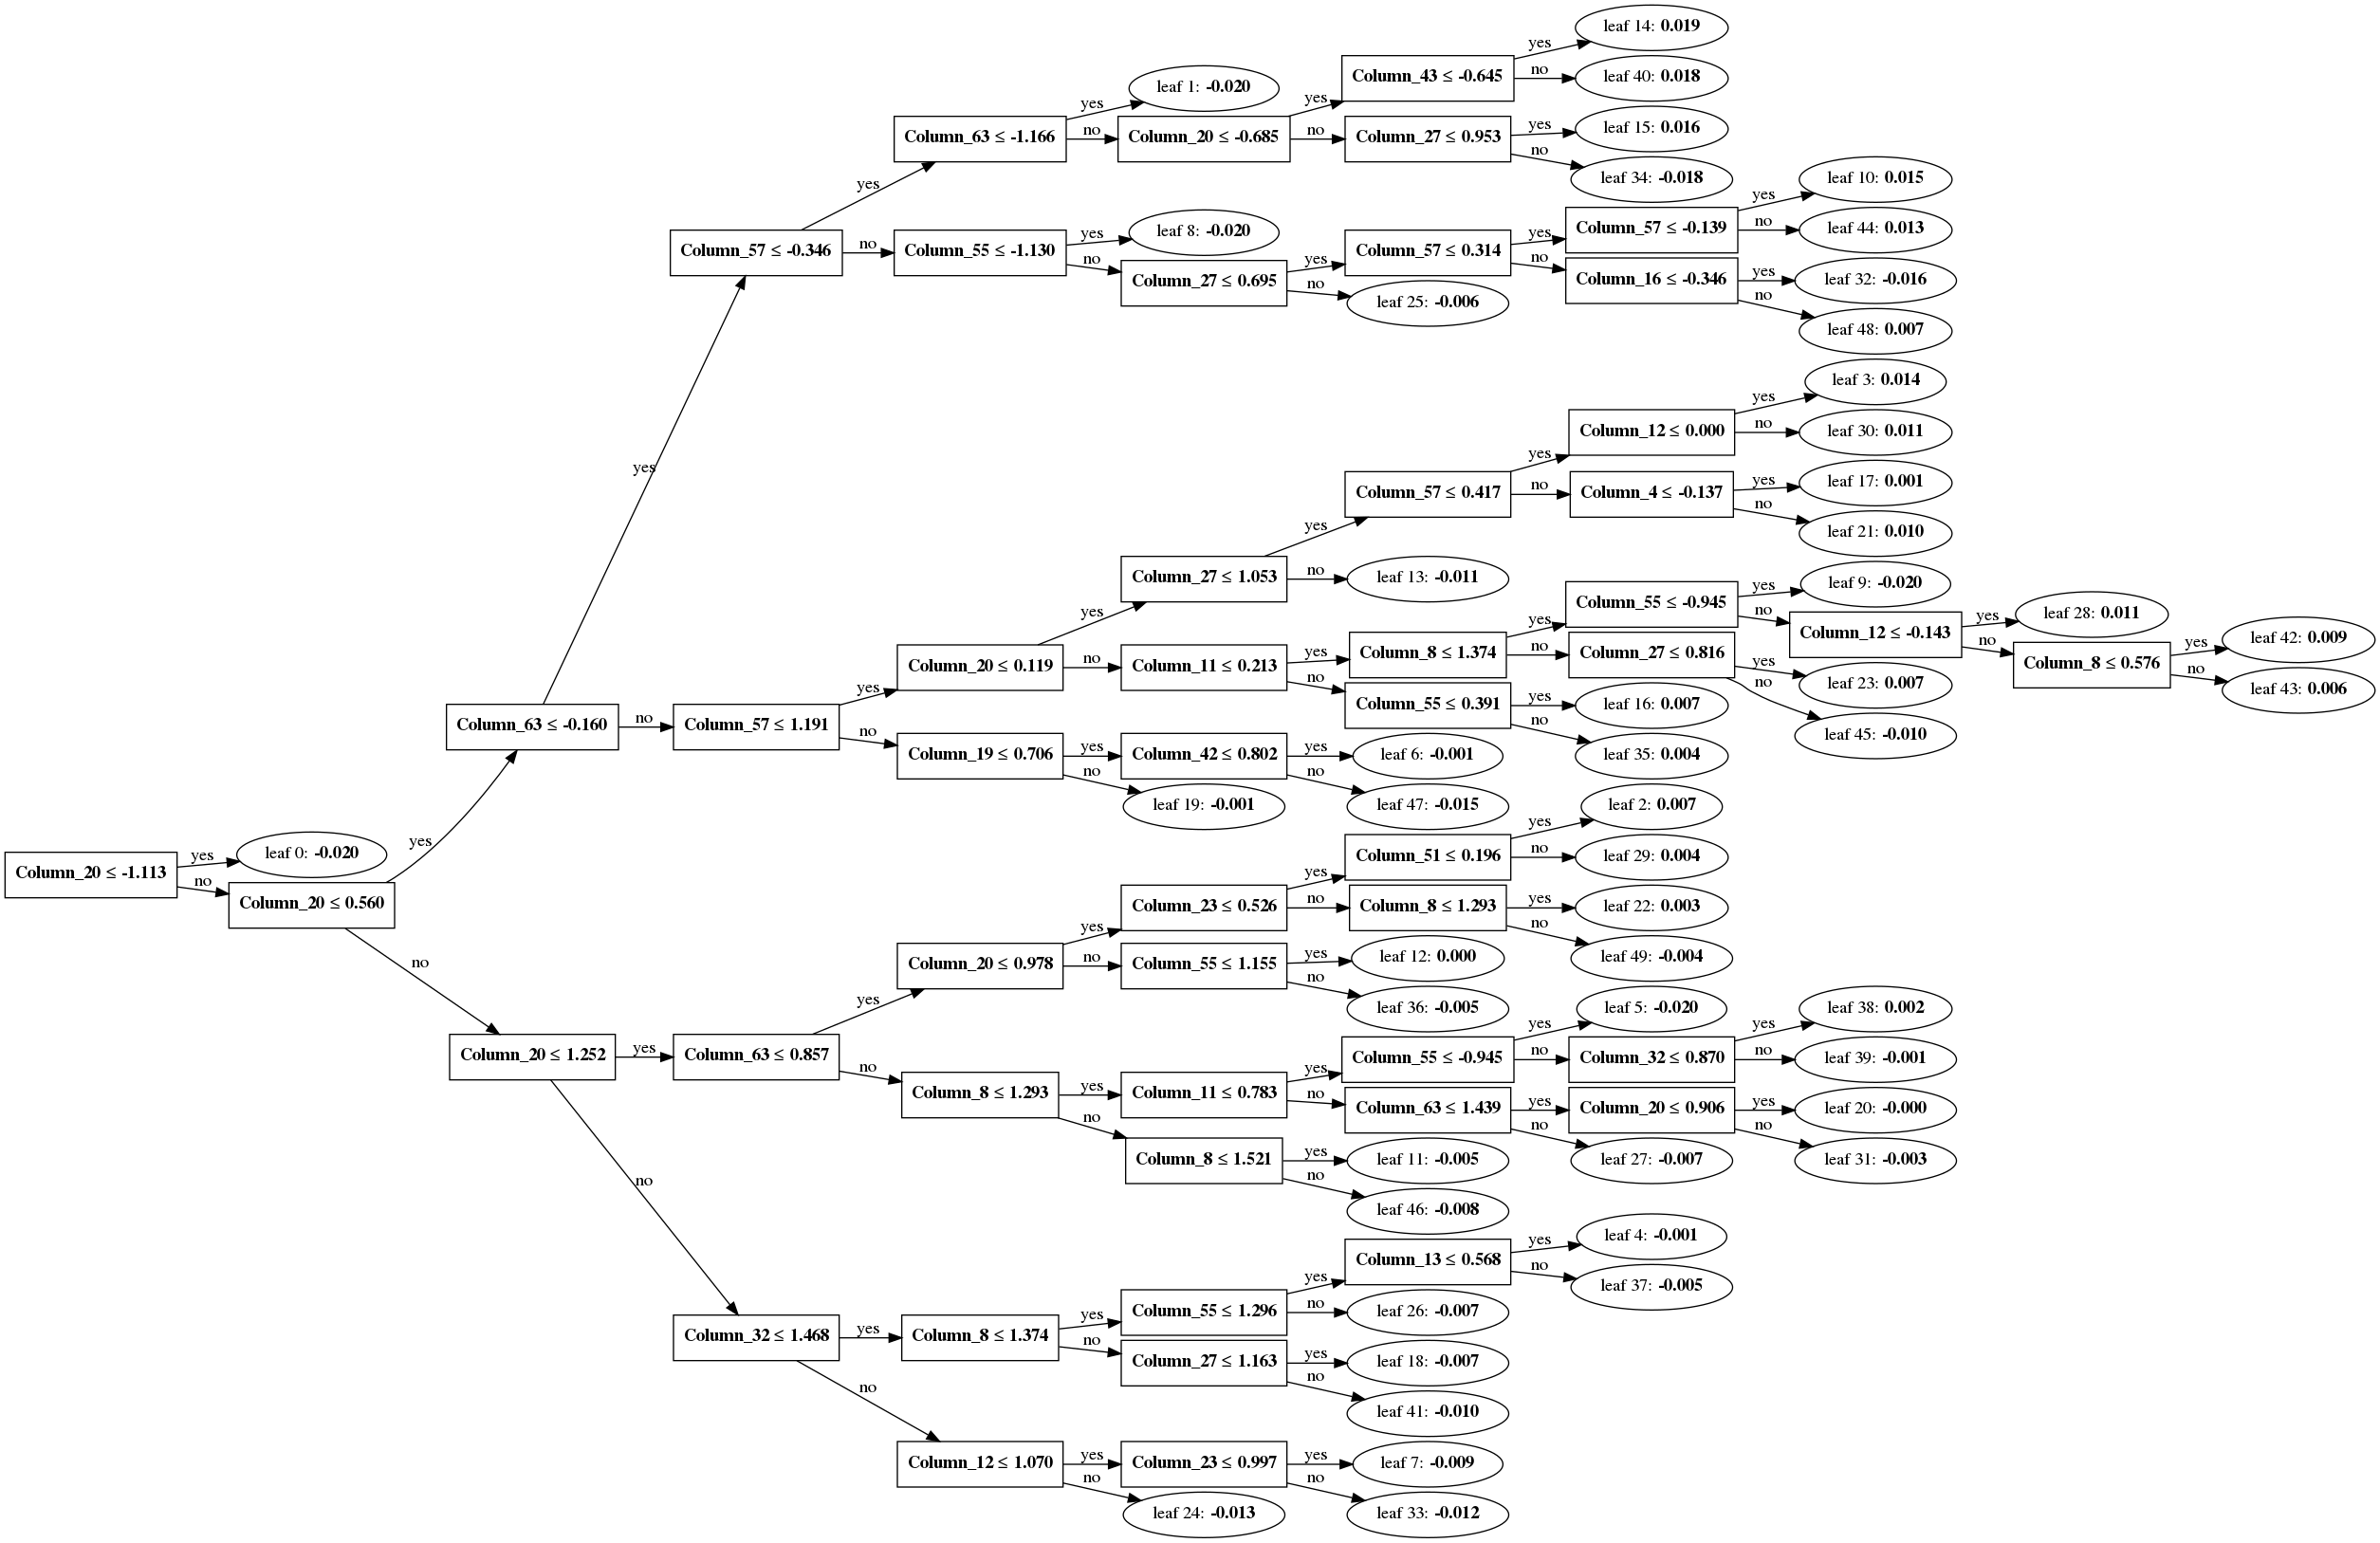 Column_20 ≤ -1.113
yes
leaf 0: -0.020
no
Column_20 ≤ 0.560
yes
Column_63 ≤ -0.160
yes
Column_57 ≤ -0.346
yes
Column_63 ≤ -1.166
yes
leaf 1: -0.020
no
Column_20 ≤ -0.685
yes
Column_43 ≤ -0.645
yes
leaf 14: 0.019
no
leaf 40: 0.018
no
Column_27 ≤ 0.953
yes
leaf 15: 0.016
no
leaf 34: -0.018
no
Column_55 ≤ -1.130
yes
leaf 8: -0.020
no
Column_27 ≤ 0.695
yes
Column_57 ≤ 0.314
yes
Column_57 ≤ -0.139
yes
leaf 10: 0.015
no
leaf 44: 0.013
no
Column_16 ≤ -0.346
yes
leaf 32: -0.016
no
leaf 48: 0.007
no
leaf 25: -0.006
no
Column_57 ≤ 1.191
yes
Column_20 ≤ 0.119
yes
Column_27 ≤ 1.053
yes
Column_57 ≤ 0.417
yes
Column_12 ≤ 0.000
yes
leaf 3: 0.014
no
leaf 30: 0.011
no
Column_4 ≤ -0.137
yes
leaf 17: 0.001
no
leaf 21: 0.010
no
leaf 13: -0.011
no
Column_11 ≤ 0.213
yes
Column_8 ≤ 1.374
yes
Column_55 ≤ -0.945
yes
leaf 9: -0.020
no
Column_12 ≤ -0.143
yes
leaf 28: 0.011
no
Column_8 ≤ 0.576
yes
leaf 42: 0.009
no
leaf 43: 0.006
no
Column_27 ≤ 0.816
yes
leaf 23: 0.007
no
leaf 45: -0.010
no
Column_55 ≤ 0.391
yes
leaf 16: 0.007
no
leaf 35: 0.004
no
Column_19 ≤ 0.706
yes
Column_42 ≤ 0.802
yes
leaf 6: -0.001
no
leaf 47: -0.015
no
leaf 19: -0.001
no
Column_20 ≤ 1.252
yes
Column_63 ≤ 0.857
yes
Column_20 ≤ 0.978
yes
Column_23 ≤ 0.526
yes
Column_51 ≤ 0.196
yes
leaf 2: 0.007
no
leaf 29: 0.004
no
Column_8 ≤ 1.293
yes
leaf 22: 0.003
no
leaf 49: -0.004
no
Column_55 ≤ 1.155
yes
leaf 12: 0.000
no
leaf 36: -0.005
no
Column_8 ≤ 1.293
yes
Column_11 ≤ 0.783
yes
Column_55 ≤ -0.945
yes
leaf 5: -0.020
no
Column_32 ≤ 0.870
yes
leaf 38: 0.002
no
leaf 39: -0.001
no
Column_63 ≤ 1.439
yes
Column_20 ≤ 0.906
yes
leaf 20: -0.000
no
leaf 31: -0.003
no
leaf 27: -0.007
no
Column_8 ≤ 1.521
yes
leaf 11: -0.005
no
leaf 46: -0.008
no
Column_32 ≤ 1.468
yes
Column_8 ≤ 1.374
yes
Column_55 ≤ 1.296
yes
Column_13 ≤ 0.568
yes
leaf 4: -0.001
no
leaf 37: -0.005
no
leaf 26: -0.007
no
Column_27 ≤ 1.163
yes
leaf 18: -0.007
no
leaf 41: -0.010
no
Column_12 ≤ 1.070
yes
Column_23 ≤ 0.997
yes
leaf 7: -0.009
no
leaf 33: -0.012
no
leaf 24: -0.013